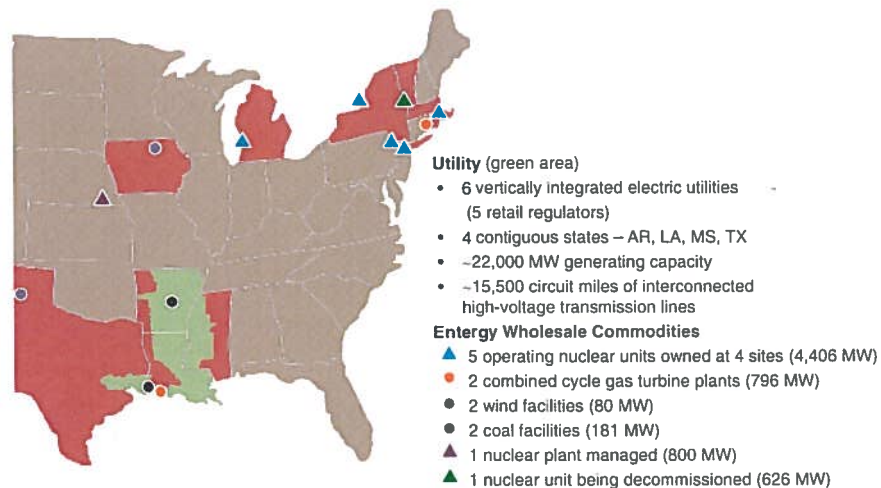 Utility (green area)
• 6 vertically integrated electric utilities
(5 retail regulators)
• 4 contiguous states – AR, LA, MS, TX
• ~22,000 MW generating capacity
• ~15,500 circuit miles of interconnected
high-voltage transmission lines
Entergy Wholesale Commodities
5 operating nuclear units owned at 4 sites (4,406 MW)
2 combined cycle gas turbine plants (796 MW)
2 wind facilities (80 MW)
2 coal facilities (181 MW)
1 nuclear plant managed (800 MW)
1 nuclear unit being decommissioned (626 MW)